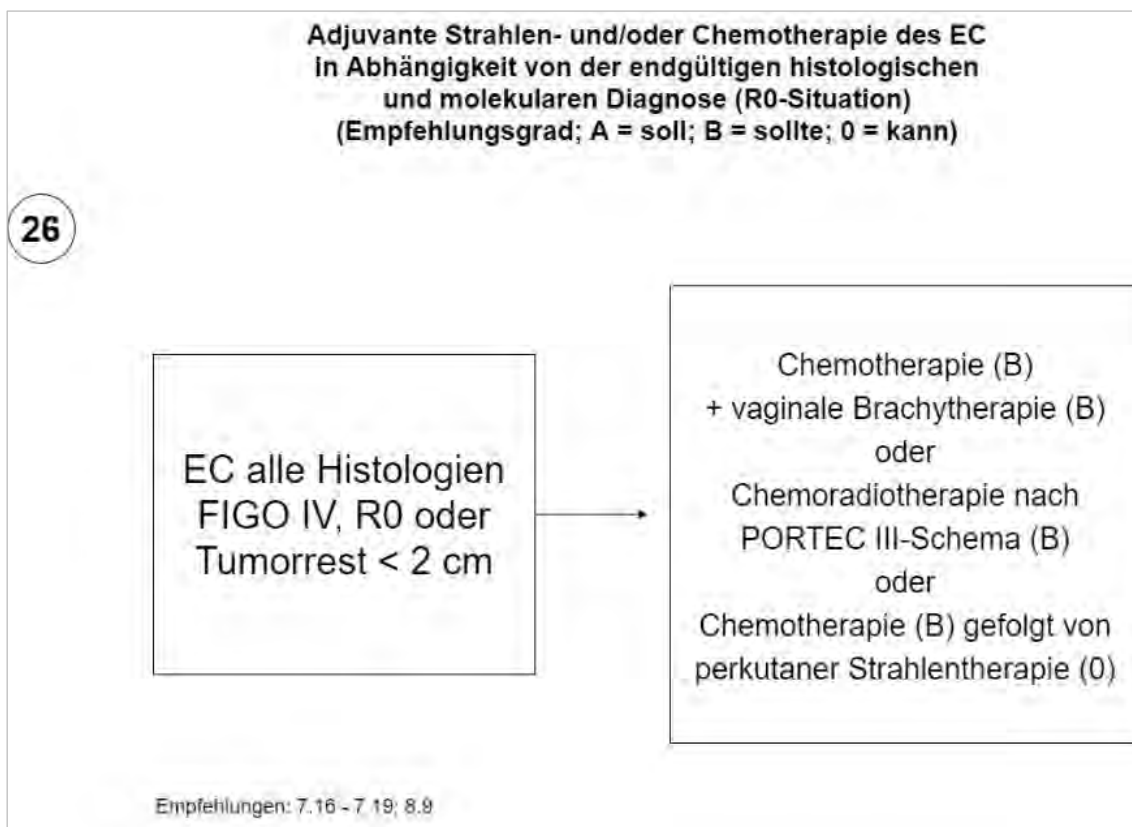 Adjuvante Strahlen- und/oder Chemotherapie des EC
in Abhängigkeit von der endgültigen histologischen
und molekularen Diagnose (R0-Situation)
(Empfehlungsgrad; A = soll; B = sollte; 0 = kann)
26
EC alle Histologien
FIGO IV, R0 oder
Tumorrest < 2 cm
Chemotherapie (B)
+ vaginale Brachytherapie (B)
oder
Chemoradiotherapie nach
PORTEC III-Schema (B)
oder
Chemotherapie (B) gefolgt von
perkutaner Strahlentherapie (0)
Empfehlungen: 7.16 - 7.19; 8.9